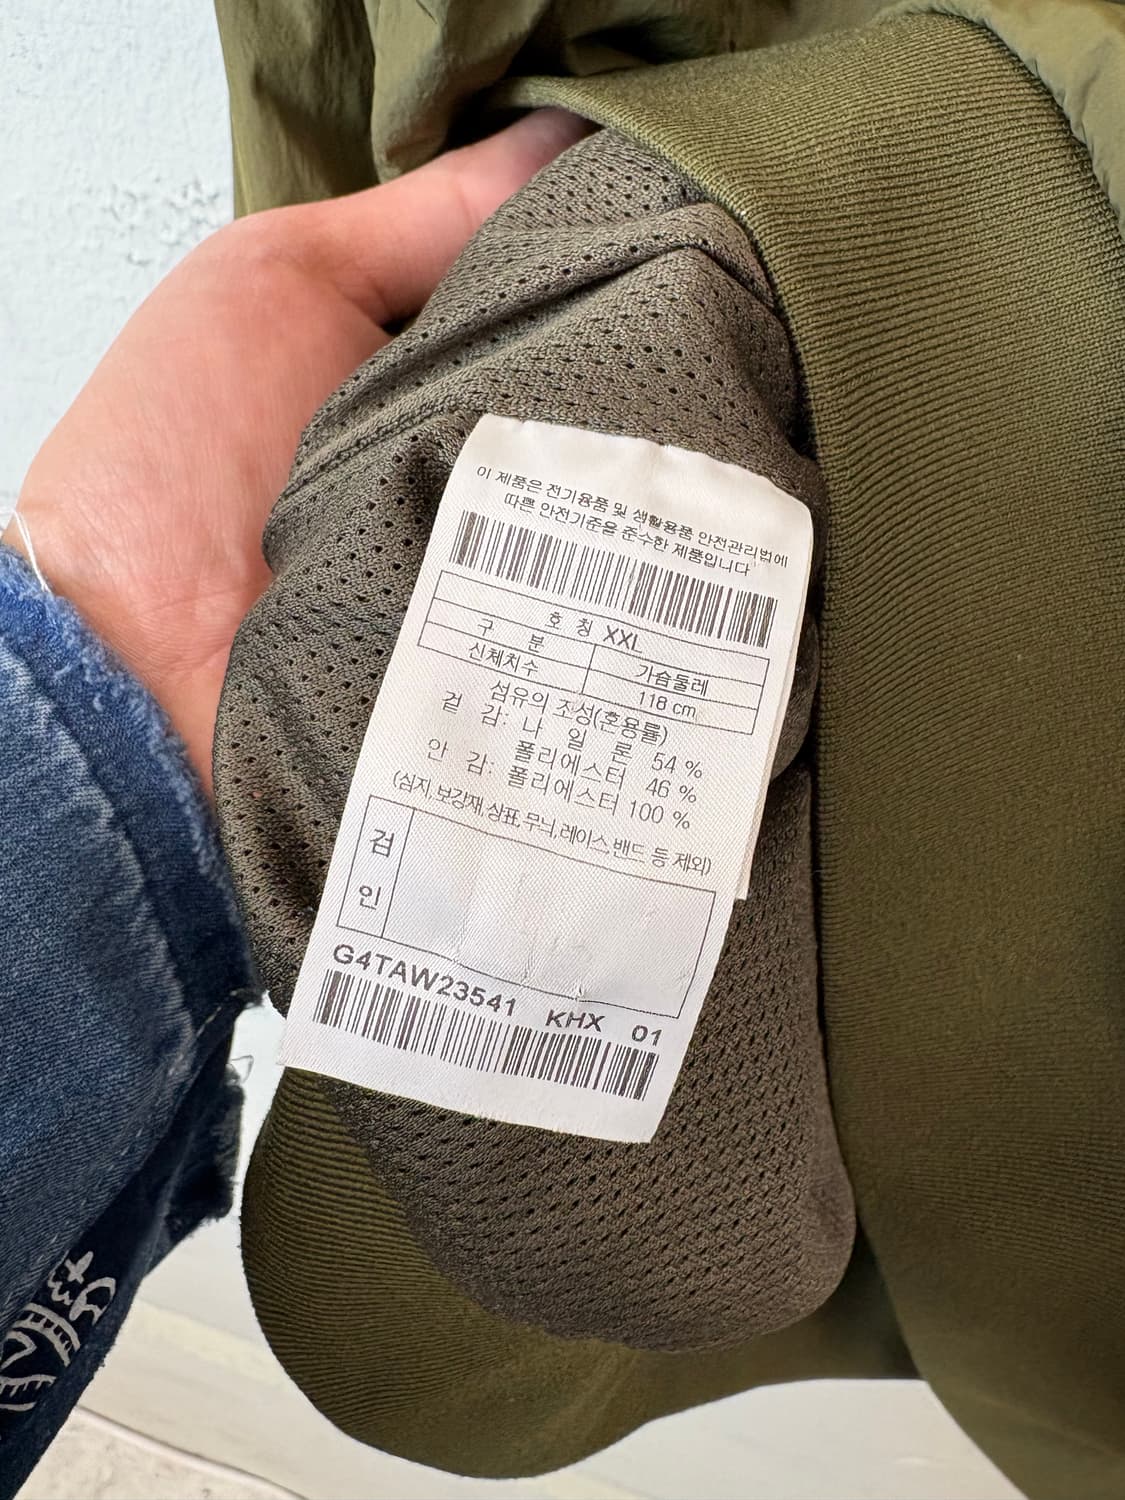 이 제품은 전기용품 및 생활용품 안전관리법에
따른 안전기준을 준수한 제품입니다
호 칭 XXL
구 분 가슴둘레
신체치수 118 cm
섬유의 조성(혼용률)
겉 감: 나 일 론 54 %
폴리에스터 46 %
안 감: 폴리에스터 100 %
(심지,보강재,상표,무늬,레이스,밴드 등 제외)
검
인
G4TAW23541 KHX 01